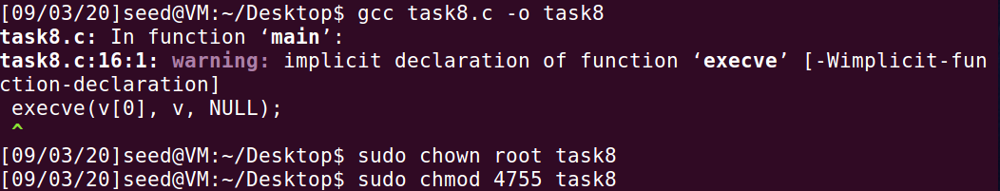 [09/03/20]seed@VM:~/Desktop$ gcc task8.c -o task8
task8.c: In function ‘main’:
task8.c:16:1: warning: implicit declaration of function ‘execve’ [-Wimplicit-fun
ction-declaration]
 execve(v[0], v, NULL);
 ^
[09/03/20]seed@VM:~/Desktop$ sudo chown root task8
[09/03/20]seed@VM:~/Desktop$ sudo chmod 4755 task8